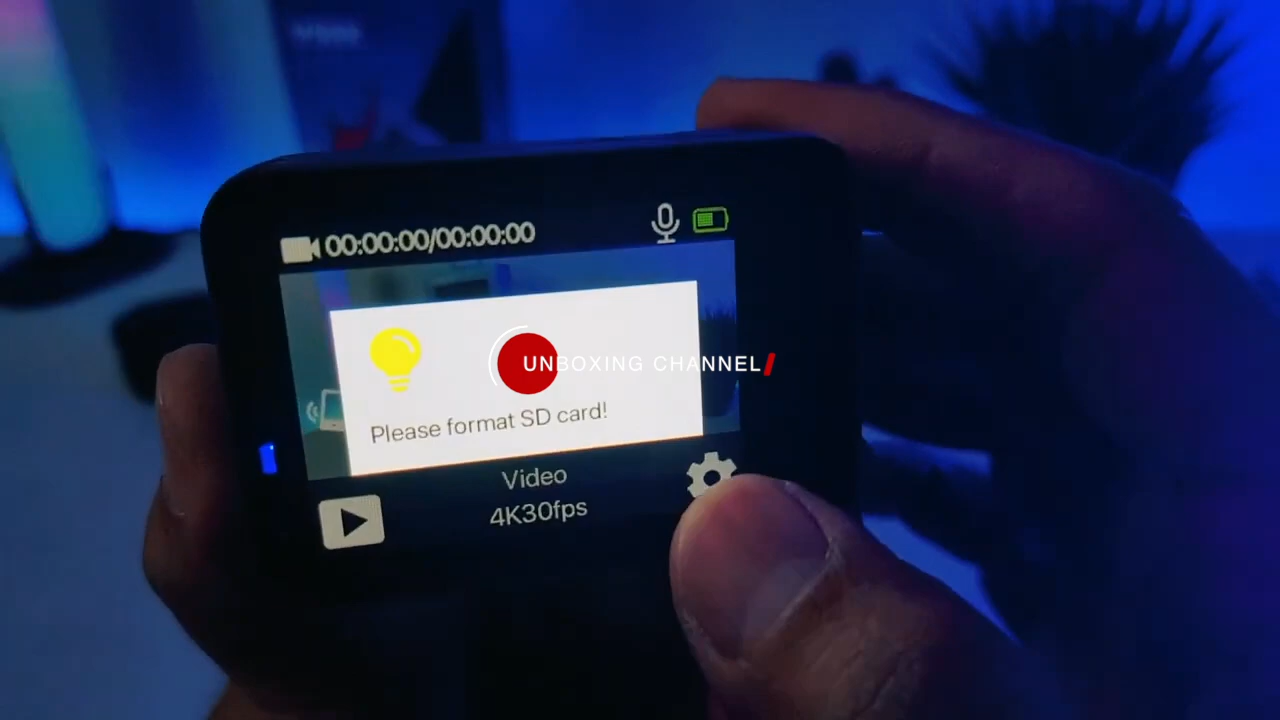 00:00:00/00:00:00
UNBOXING CHANNEL
Please format SD card!
Video
4K30fps